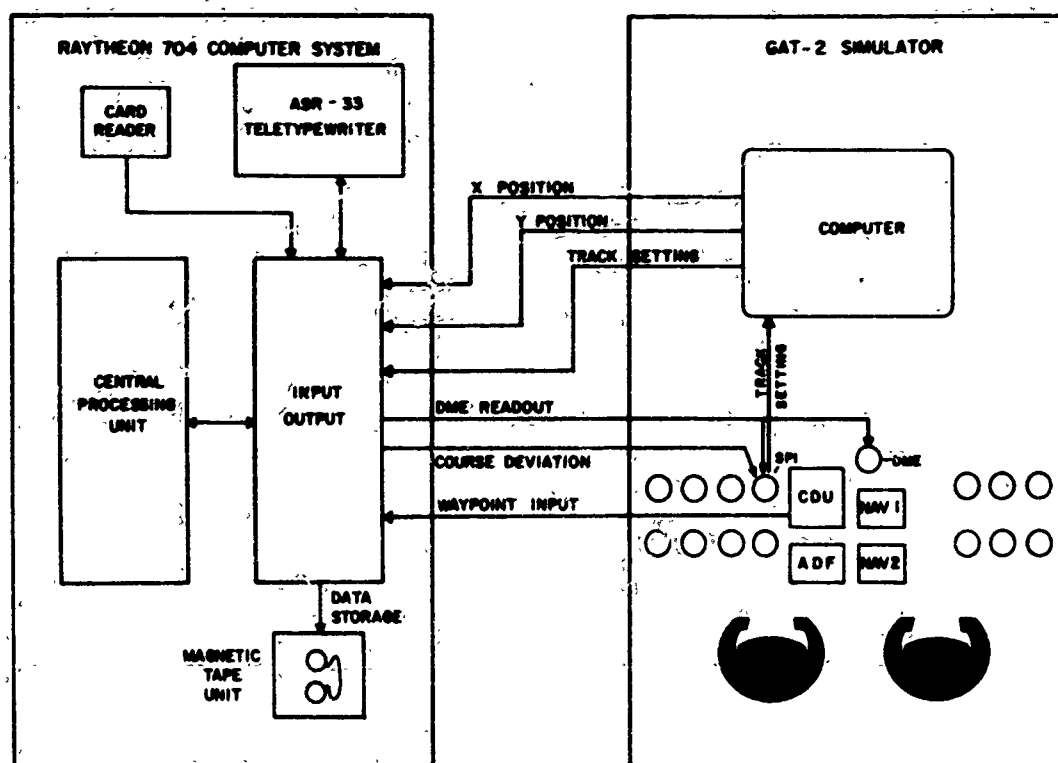 RAYTHEON 704 COMPUTER SYSTEM
CARD
READER
ASR - 33
TELETYPEWRITER
CENTRAL
PROCESSING
UNIT
INPUT
OUTPUT
DATA
STORAGE
MAGNETIC
TAPE
UNIT
X POSITION
Y POSITION
TRACK SETTING
DME READOUT
COURSE DEVIATION
WAYPOINT INPUT
GAT-2 SIMULATOR
COMPUTER
TRACK
SETTING
SPI
DME
CDU
NAV 1
ADF
NAV 2